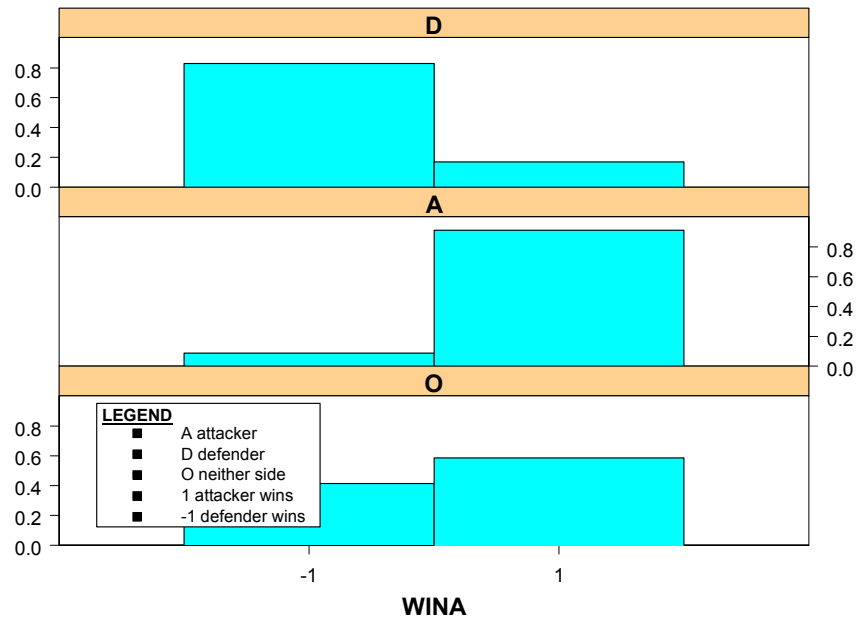 D
0.8
0.6
0.4
0.2
0.0
A
0.8
0.6
0.4
0.2
0.0
O
0.8
0.6
0.4
0.2
0.0
LEGEND
A attacker
D defender
O neither side
1 attacker wins
-1 defender wins
-1 1
WINA